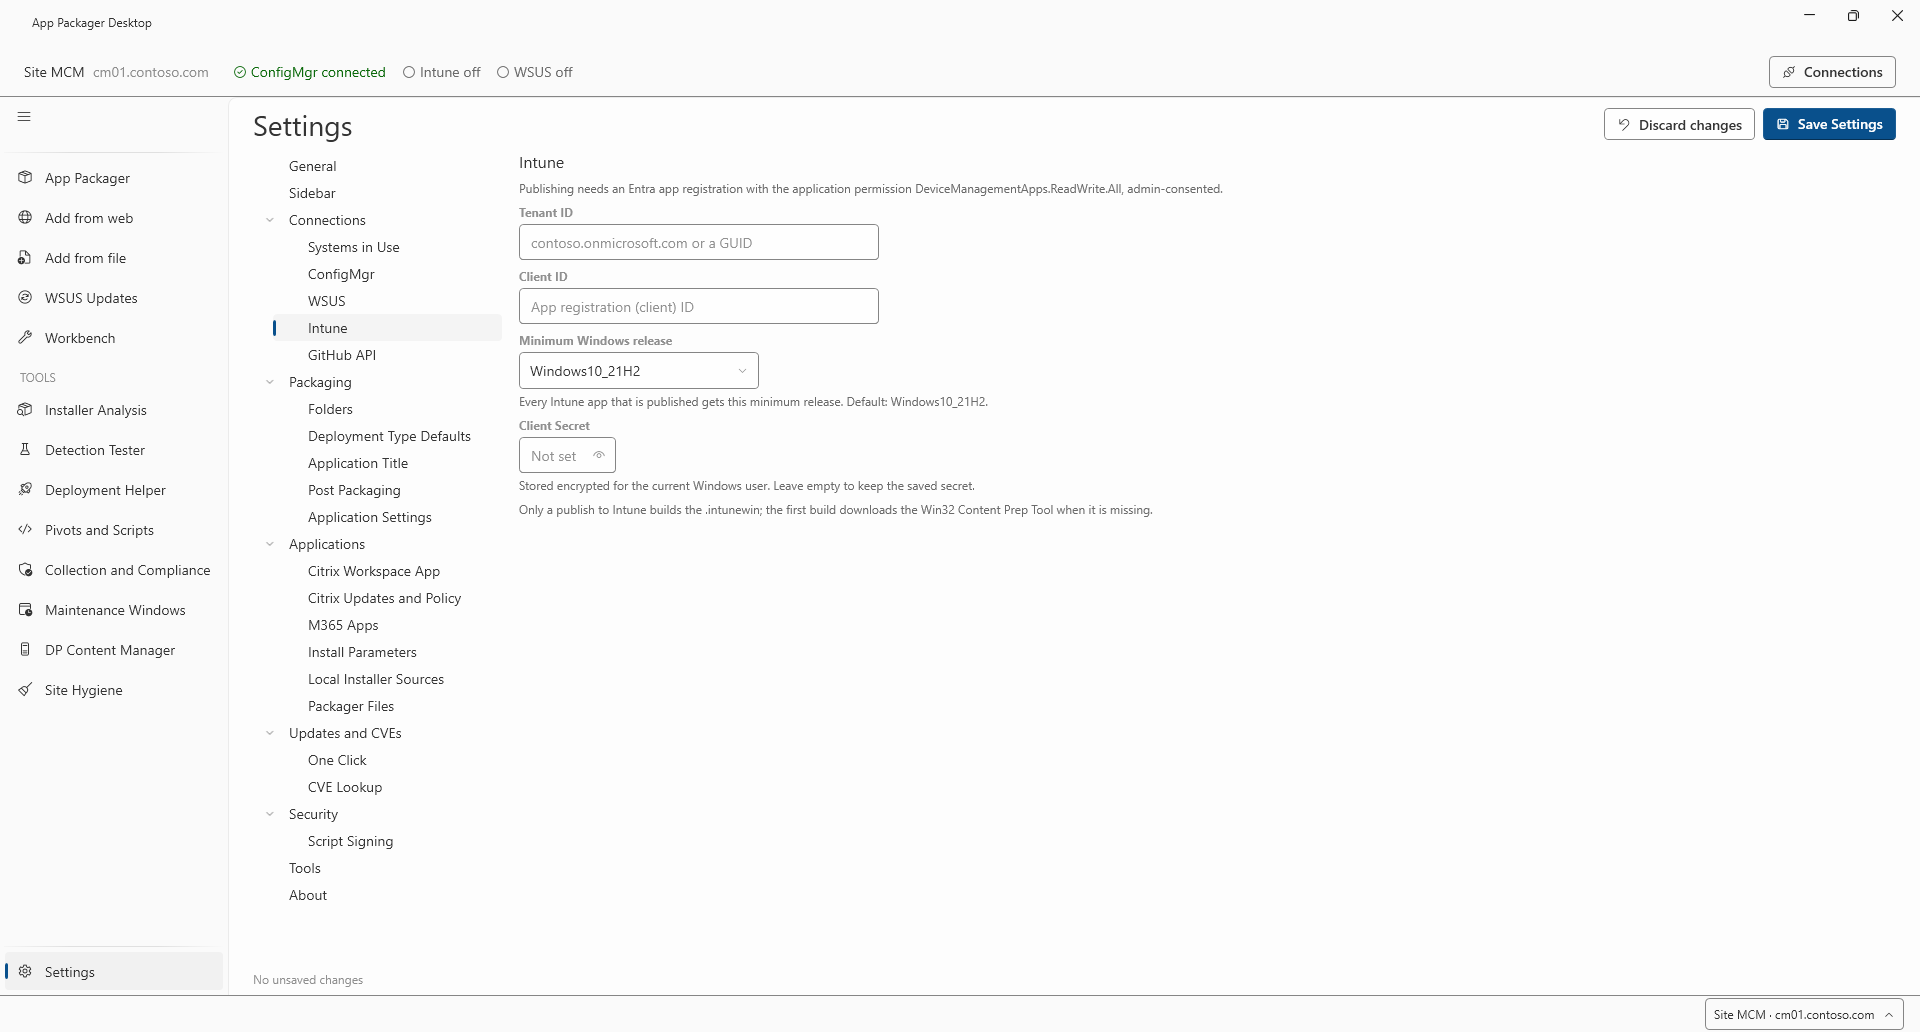 App Packager Desktop
Site MCM cm01.contoso.com ConfigMgr connected Intune off WSUS off Connections
Settings Discard changes Save Settings
App Packager
Add from web
Add from file
WSUS Updates
Workbench
TOOLS
Installer Analysis
Detection Tester
Deployment Helper
Pivots and Scripts
Collection and Compliance
Maintenance Windows
DP Content Manager
Site Hygiene
Settings
General
Sidebar
Connections
Systems in Use
ConfigMgr
WSUS
Intune
GitHub API
Packaging
Folders
Deployment Type Defaults
Application Title
Post Packaging
Application Settings
Applications
Citrix Workspace App
Citrix Updates and Policy
M365 Apps
Install Parameters
Local Installer Sources
Packager Files
Updates and CVEs
One Click
CVE Lookup
Security
Script Signing
Tools
About
Intune
Publishing needs an Entra app registration with the application permission DeviceManagementApps.ReadWrite.All, admin-consented.
Tenant ID
contoso.onmicrosoft.com or a GUID
Client ID
App registration (client) ID
Minimum Windows release
Windows10_21H2
Every Intune app that is published gets this minimum release. Default: Windows10_21H2.
Client Secret
Not set
Stored encrypted for the current Windows user. Leave empty to keep the saved secret.
Only a publish to Intune builds the .intunewin; the first build downloads the Win32 Content Prep Tool when it is missing.
No unsaved changes
Site MCM · cm01.contoso.com